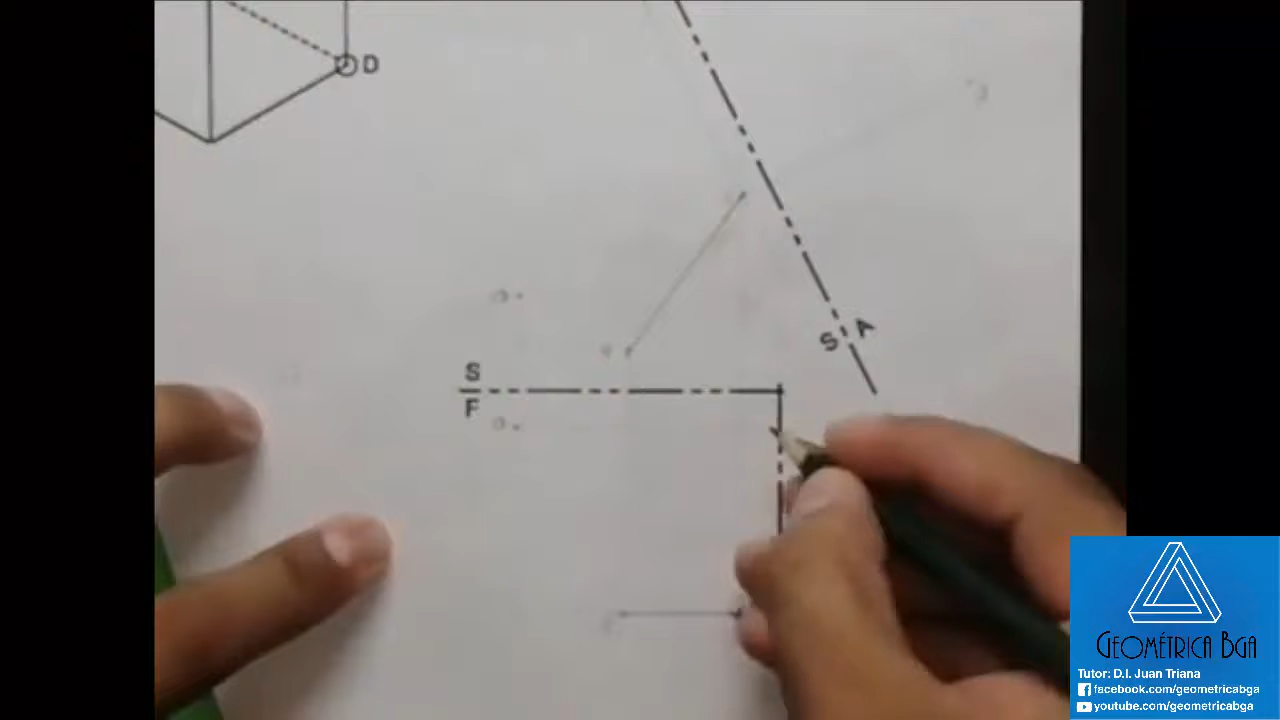 D
S A
S
F
GEOMÉTRICA BGA
Tutor: D.I. Juan Triana
facebook.com/geometricabga
youtube.com/geometricabga